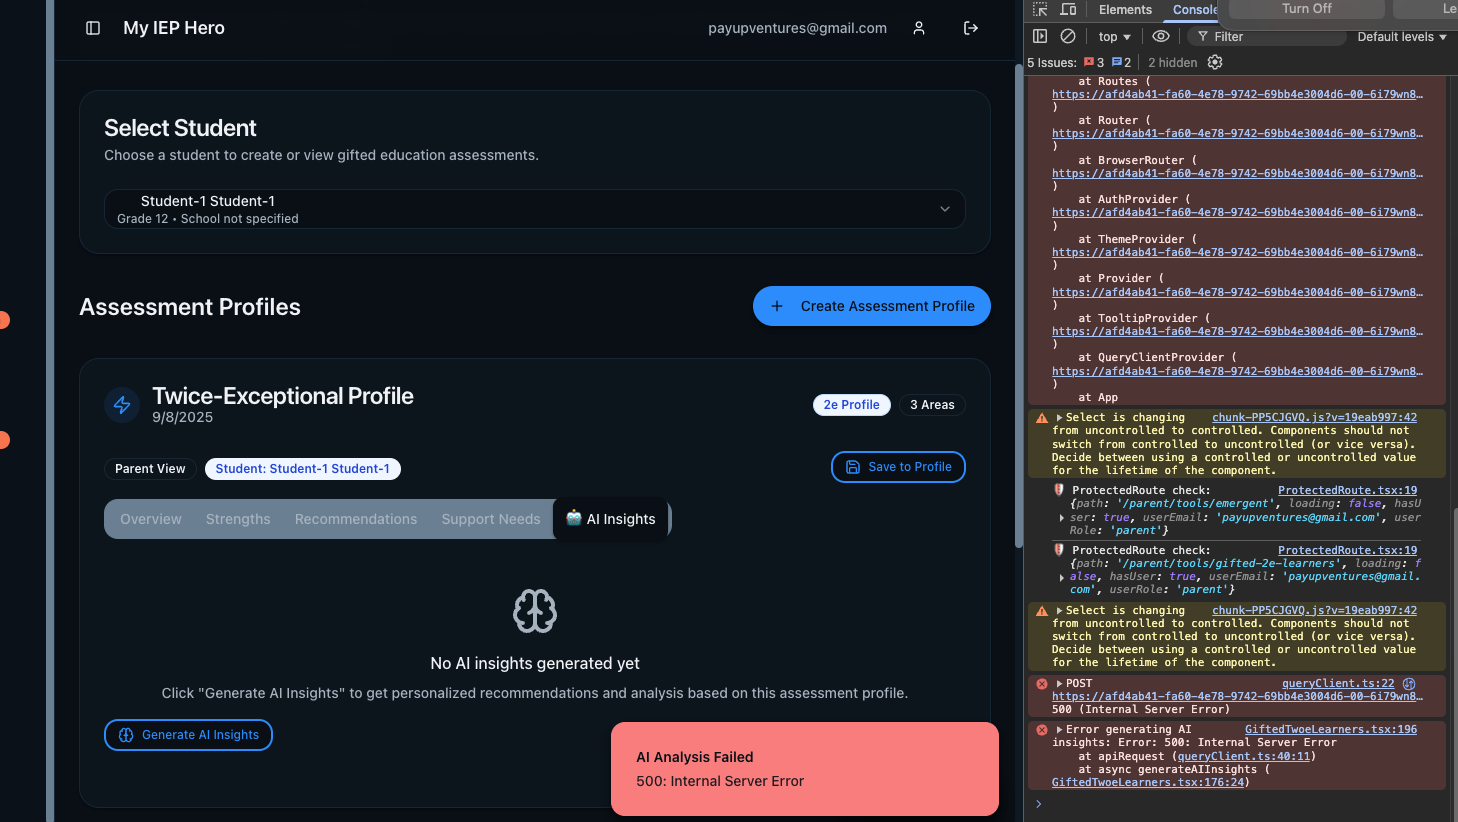 My IEP Hero
payupventures@gmail.com
Select Student
Choose a student to create or view gifted education assessments.
Student-1 Student-1
Grade 12 • School not specified
Assessment Profiles
+ Create Assessment Profile
Twice-Exceptional Profile
9/8/2025
2e Profile
3 Areas
Parent View
Student: Student-1 Student-1
Save to Profile
Overview
Strengths
Recommendations
Support Needs
AI Insights
No AI insights generated yet
Click "Generate AI Insights" to get personalized recommendations and analysis based on this assessment profile.
Generate AI Insights
AI Analysis Failed
500: Internal Server Error
Elements
Console
Turn Off
Le
top
Filter
Default levels
5 Issues: 3 2
2 hidden
at Routes (
https://afd4ab41-fa60-4e78-9742-69bb4e3004d6-00-6i79wn8…
)
at Router (
https://afd4ab41-fa60-4e78-9742-69bb4e3004d6-00-6i79wn8…
)
at BrowserRouter (
https://afd4ab41-fa60-4e78-9742-69bb4e3004d6-00-6i79wn8…
)
at AuthProvider (
https://afd4ab41-fa60-4e78-9742-69bb4e3004d6-00-6i79wn8…
)
at ThemeProvider (
https://afd4ab41-fa60-4e78-9742-69bb4e3004d6-00-6i79wn8…
)
at Provider (
https://afd4ab41-fa60-4e78-9742-69bb4e3004d6-00-6i79wn8…
)
at TooltipProvider (
https://afd4ab41-fa60-4e78-9742-69bb4e3004d6-00-6i79wn8…
)
at QueryClientProvider (
https://afd4ab41-fa60-4e78-9742-69bb4e3004d6-00-6i79wn8…
)
at App
Select is changing chunk-PP5CJGVQ.js?v=19eab997:42
from uncontrolled to controlled. Components should not
switch from controlled to uncontrolled (or vice versa).
Decide between using a controlled or uncontrolled value
for the lifetime of the component.
ProtectedRoute check: ProtectedRoute.tsx:19
{path: '/parent/tools/emergent', loading: false, hasU
ser: true, userEmail: 'payupventures@gmail.com', user
Role: 'parent'}
ProtectedRoute check: ProtectedRoute.tsx:19
{path: '/parent/tools/gifted-2e-learners', loading: f
alse, hasUser: true, userEmail: 'payupventures@gmail.
com', userRole: 'parent'}
Select is changing chunk-PP5CJGVQ.js?v=19eab997:42
from uncontrolled to controlled. Components should not
switch from controlled to uncontrolled (or vice versa).
Decide between using a controlled or uncontrolled value
for the lifetime of the component.
POST queryClient.ts:22
https://afd4ab41-fa60-4e78-9742-69bb4e3004d6-00-6i79wn8…
500 (Internal Server Error)
Error generating AI GiftedTwoeLearners.tsx:196
insights: Error: 500: Internal Server Error
at apiRequest (queryClient.ts:40:11)
at async generateAIInsights (
GiftedTwoeLearners.tsx:176:24)